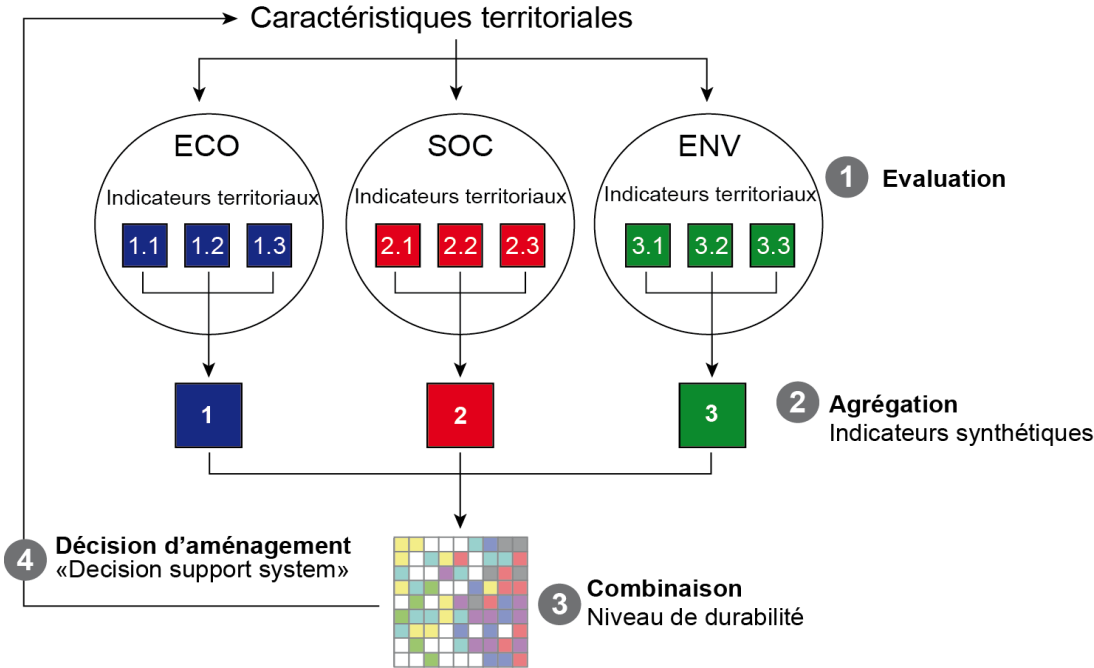 Caractéristiques territoriales
ECO
SOC
ENV
Indicateurs territoriaux
Indicateurs territoriaux
Indicateurs territoriaux
1.1 1.2 1.3
2.1 2.2 2.3
3.1 3.2 3.3
1 Evaluation
1
2
3
2 Agrégation
Indicateurs synthétiques
4 Décision d’aménagement
«Decision support system»
3 Combinaison
Niveau de durabilité